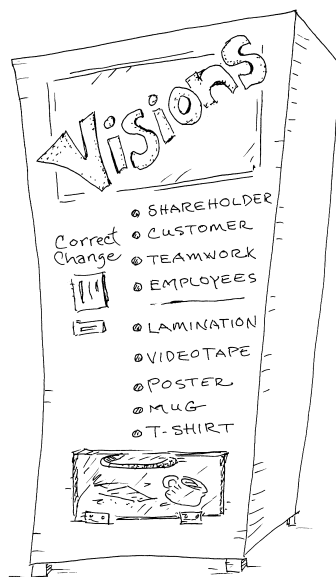 Visions
SHAREHOLDER
CUSTOMER
TEAMWORK
EMPLOYEES
Correct
Change
LAMINATION
VIDEOTAPE
POSTER
MUG
T-SHIRT